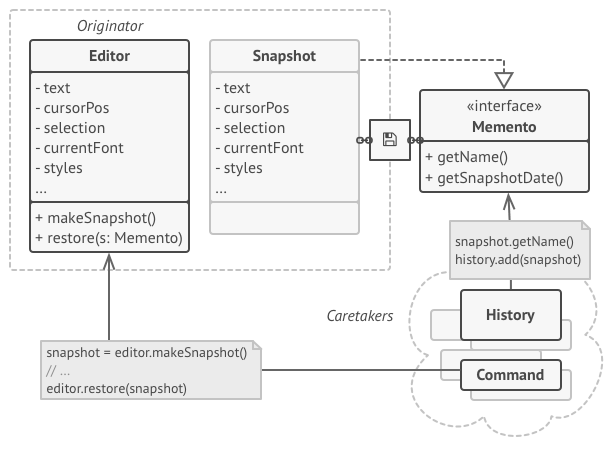 Originator
Editor
- text
- cursorPos
- selection
- currentFont
- styles
...
+ makeSnapshot()
+ restore(s: Memento)
Snapshot
- text
- cursorPos
- selection
- currentFont
- styles
...
«interface»
Memento
+ getName()
+ getSnapshotDate()
snapshot.getName()
history.add(snapshot)
Caretakers
History
Command
snapshot = editor.makeSnapshot()
// ...
editor.restore(snapshot)